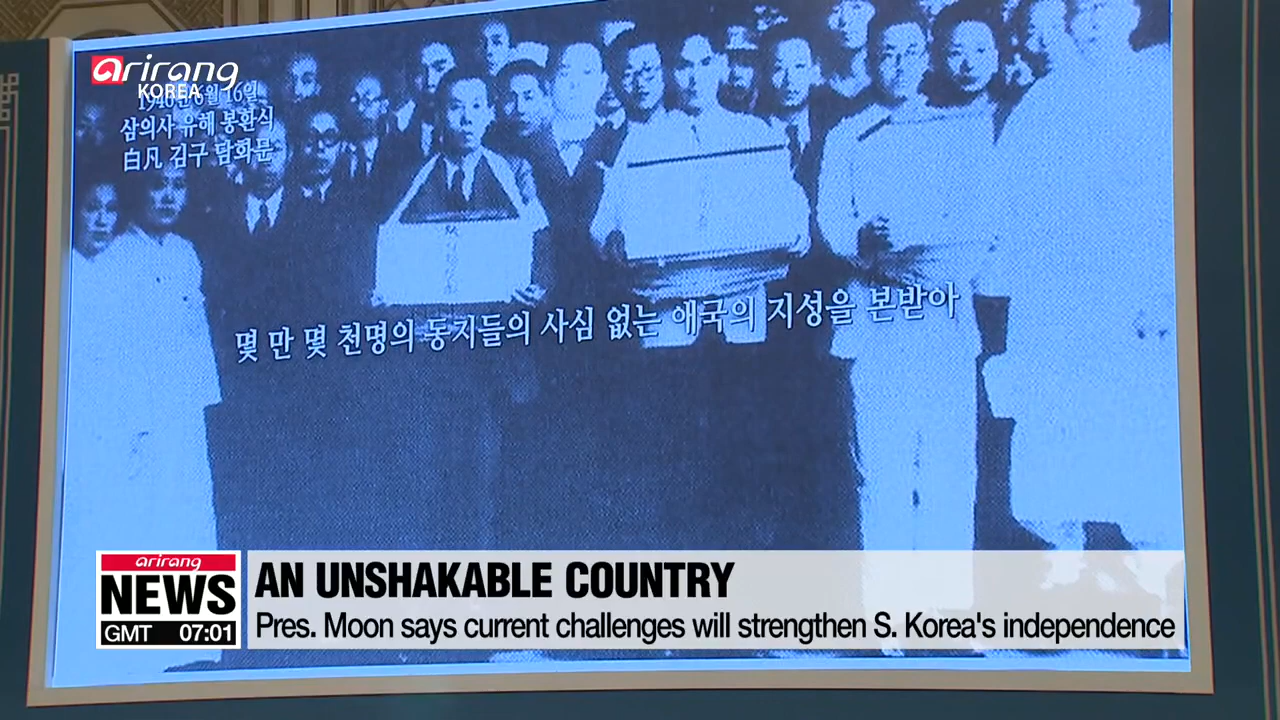 arirang
KOREA
1946년 6월 16일
삼의사 유해 봉환식
白凡 김구 담화문
몇 만 몇 천명의 동지들의 사심 없는 애국의 지성을 본받아
arirang
NEWS
GMT 07:01
AN UNSHAKABLE COUNTRY
Pres. Moon says current challenges will strengthen S. Korea's independence